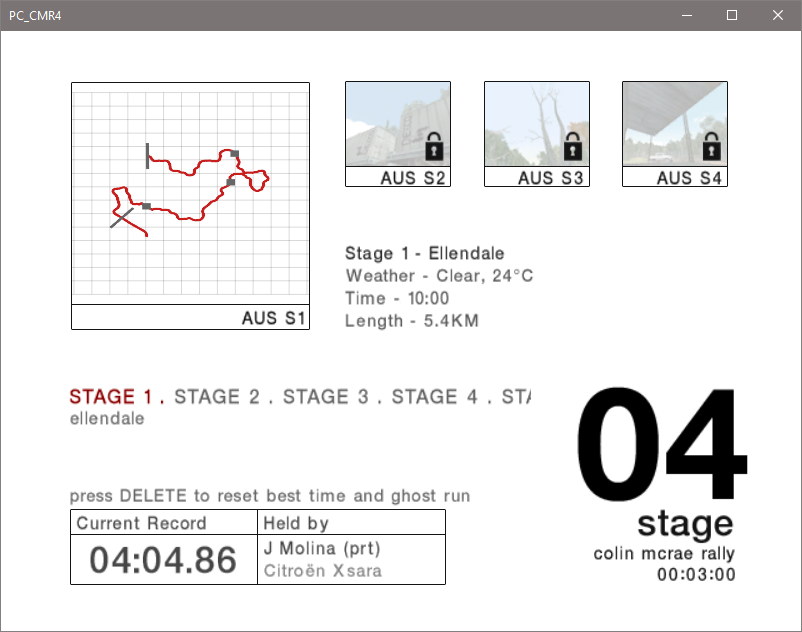 PC_CMR4
AUS S1
AUS S2
AUS S3
AUS S4
Stage 1 - Ellendale
Weather - Clear, 24°C
Time - 10:00
Length - 5.4KM
STAGE 1 . STAGE 2 . STAGE 3 . STAGE 4 . STA
ellendale
press DELETE to reset best time and ghost run
Current Record
Held by
04:04.86
J Molina (prt)
Citroën Xsara
04
stage
colin mcrae rally
00:03:00